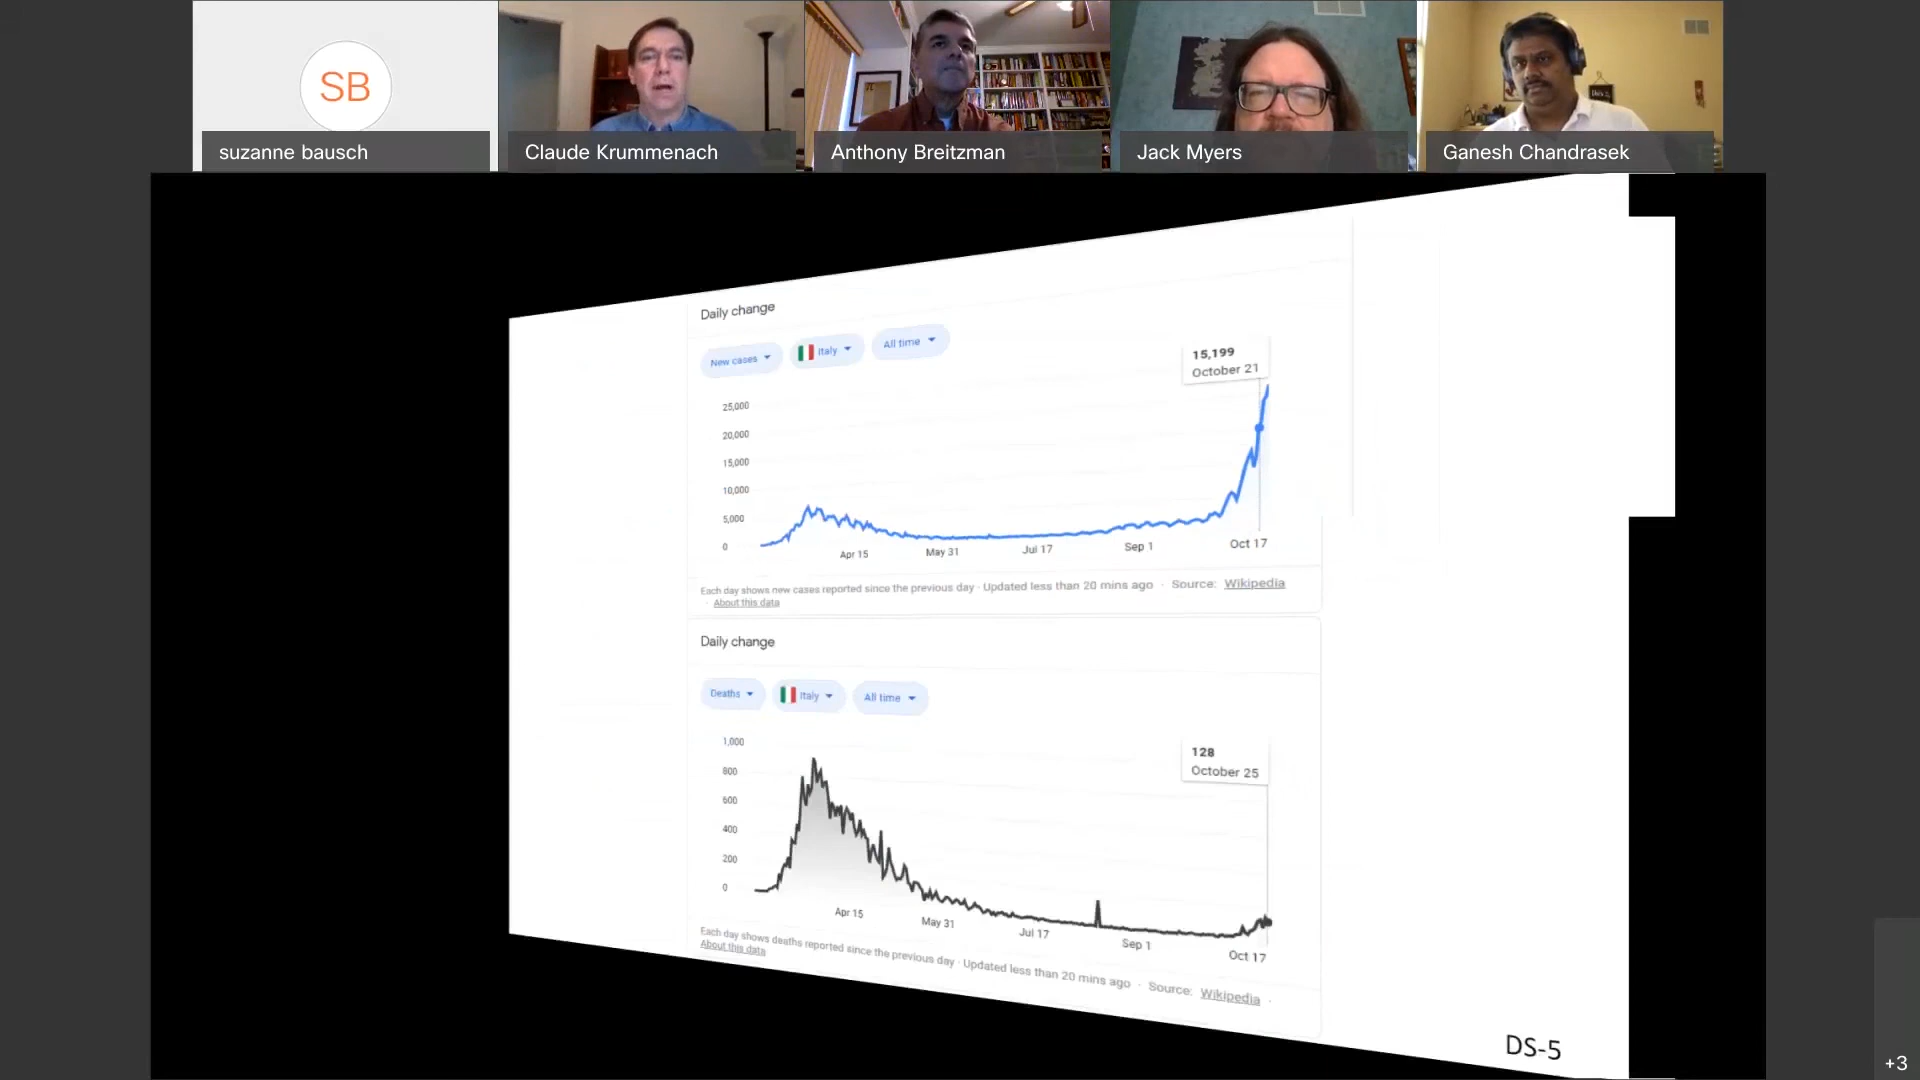 SB
suzanne bausch
Claude Krummenach
Anthony Breitzman
Jack Myers
Ganesh Chandrasek
Daily change
New cases
Italy
All time
15,199
October 21
25,000
20,000
15,000
10,000
5,000
0
Apr 15
May 31
Jul 17
Sep 1
Oct 17
Each day shows new cases reported since the previous day · Updated less than 20 mins ago · Source: Wikipedia
· About this data
Daily change
Deaths
Italy
All time
128
October 25
1,000
800
600
400
200
0
Apr 15
May 31
Jul 17
Sep 1
Oct 17
Each day shows deaths reported since the previous day · Updated less than 20 mins ago · Source: Wikipedia ·
About this data
DS-5
+3